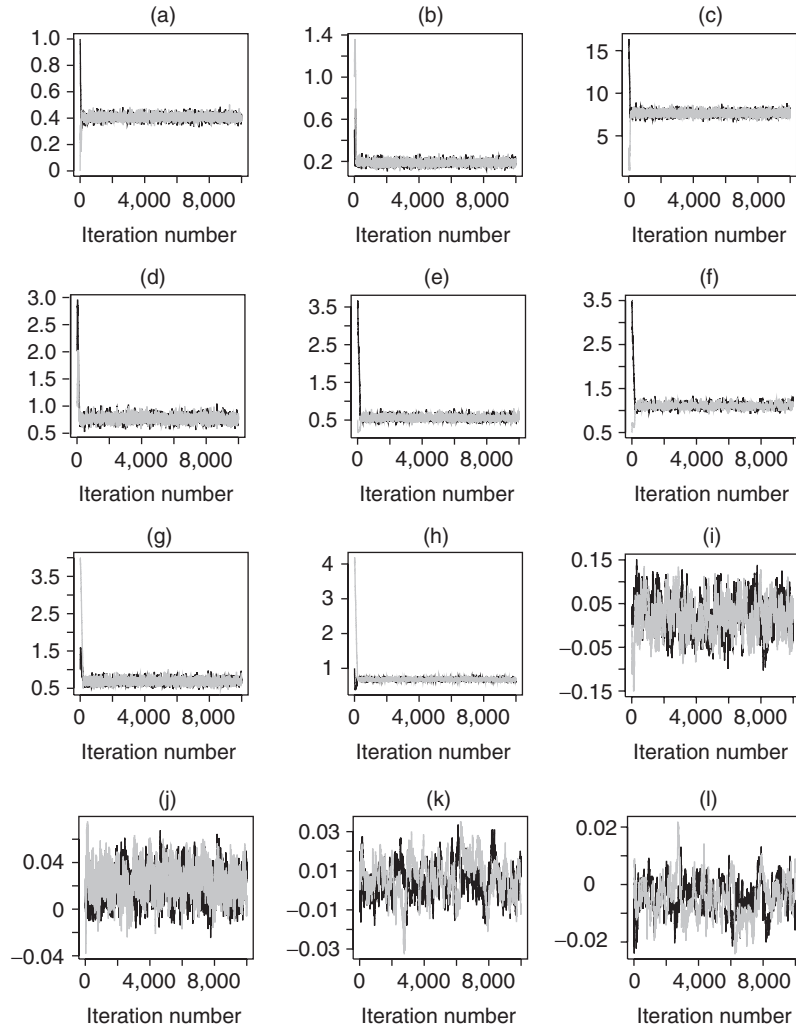 (a) (b) (c)
1.0 1.4 15
0.8 1.0 10
0.6 0.6 5
0.4 0.2
0.2
0
0 4,000 8,000 0 4,000 8,000 0 4,000 8,000
Iteration number Iteration number Iteration number
(d) (e) (f)
3.0 3.5 3.5
2.5 2.5 2.5
2.0 1.5 1.5
1.5 0.5 0.5
1.0
0.5
0 4,000 8,000 0 4,000 8,000 0 4,000 8,000
Iteration number Iteration number Iteration number
(g) (h) (i)
3.5 4 0.15
2.5 3 0.05
1.5 2 −0.05
0.5 1 −0.15
0 4,000 8,000 0 4,000 8,000 0 4,000 8,000
Iteration number Iteration number Iteration number
(j) (k) (l)
0.04 0.03 0.02
0 0.01 0
−0.04 −0.01 −0.02
−0.03
0 4,000 8,000 0 4,000 8,000 0 4,000 8,000
Iteration number Iteration number Iteration number